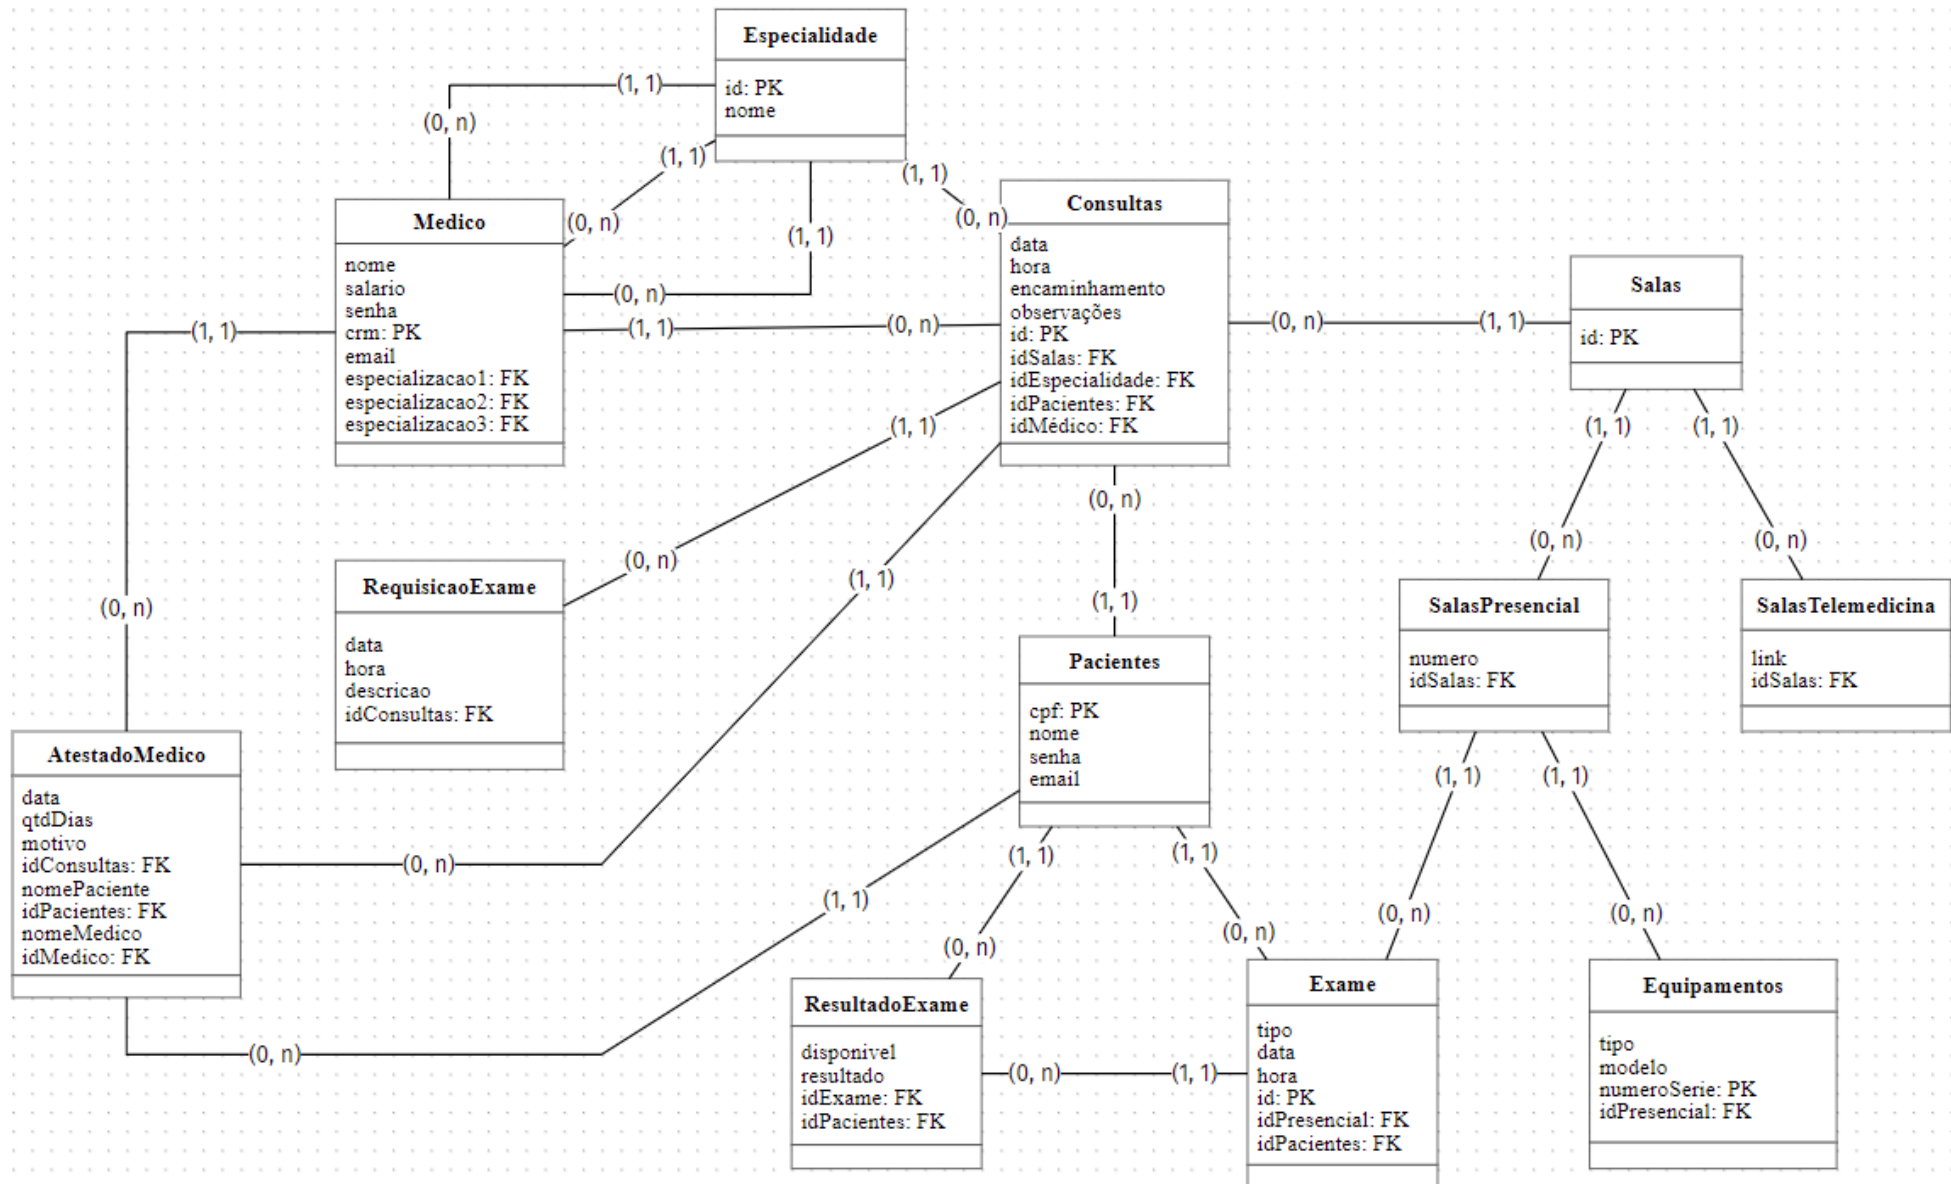 Especialidade
id: PK
nome
(1, 1)
(0, n)
(1, 1)
(0, n)
(1, 1)
(0, n)
(1, 1)
(0, n)
Medico
nome
salario
senha
crm: PK
email
especializacao1: FK
especializacao2: FK
especializacao3: FK
Consultas
data
hora
encaminhamento
observações
id: PK
idSalas: FK
idEspecialidade: FK
idPacientes: FK
idMédico: FK
Salas
id: PK
(1, 1)
(0, n)
(0, n)
(1, 1)
(1, 1)
(0, n)
(1, 1)
(0, n)
(1, 1)
(0, n)
(0, n)
(1, 1)
(1, 1)
(0, n)
(1, 1)
(0, n)
RequisicaoExame
data
hora
descricao
idConsultas: FK
Pacientes
cpf: PK
nome
senha
email
SalasPresencial
numero
idSalas: FK
SalasTelemedicina
link
idSalas: FK
AtestadoMedico
data
qtdDias
motivo
idConsultas: FK
nomePaciente
idPacientes: FK
nomeMedico
idMedico: FK
(1, 1)
(0, n)
(1, 1)
(0, n)
(1, 1)
(0, n)
(1, 1)
(0, n)
(1, 1)
(0, n)
ResultadoExame
disponivel
resultado
idExame: FK
idPacientes: FK
(0, n)
(1, 1)
Exame
tipo
data
hora
id: PK
idPresencial: FK
idPacientes: FK
Equipamentos
tipo
modelo
numeroSerie: PK
idPresencial: FK